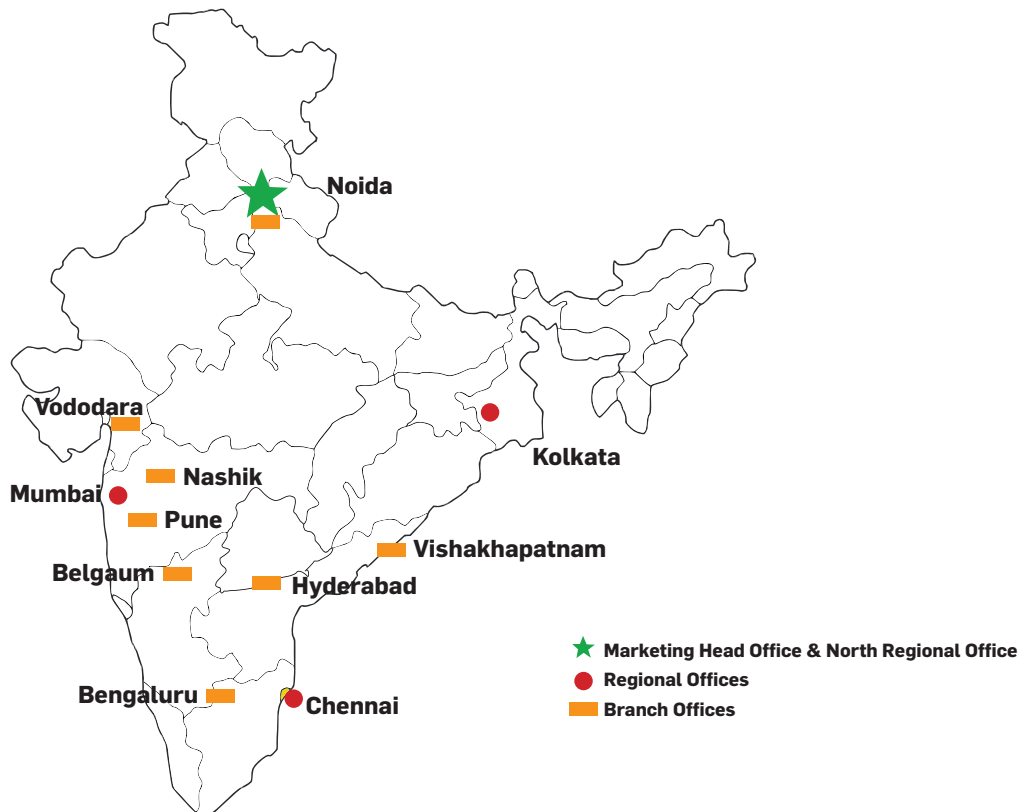 Noida
Vododara
Kolkata
Nashik
Mumbai
Pune
Vishakhapatnam
Belgaum
Hyderabad
Bengaluru
Chennai
Marketing Head Office & North Regional Office
Regional Offices
Branch Offices